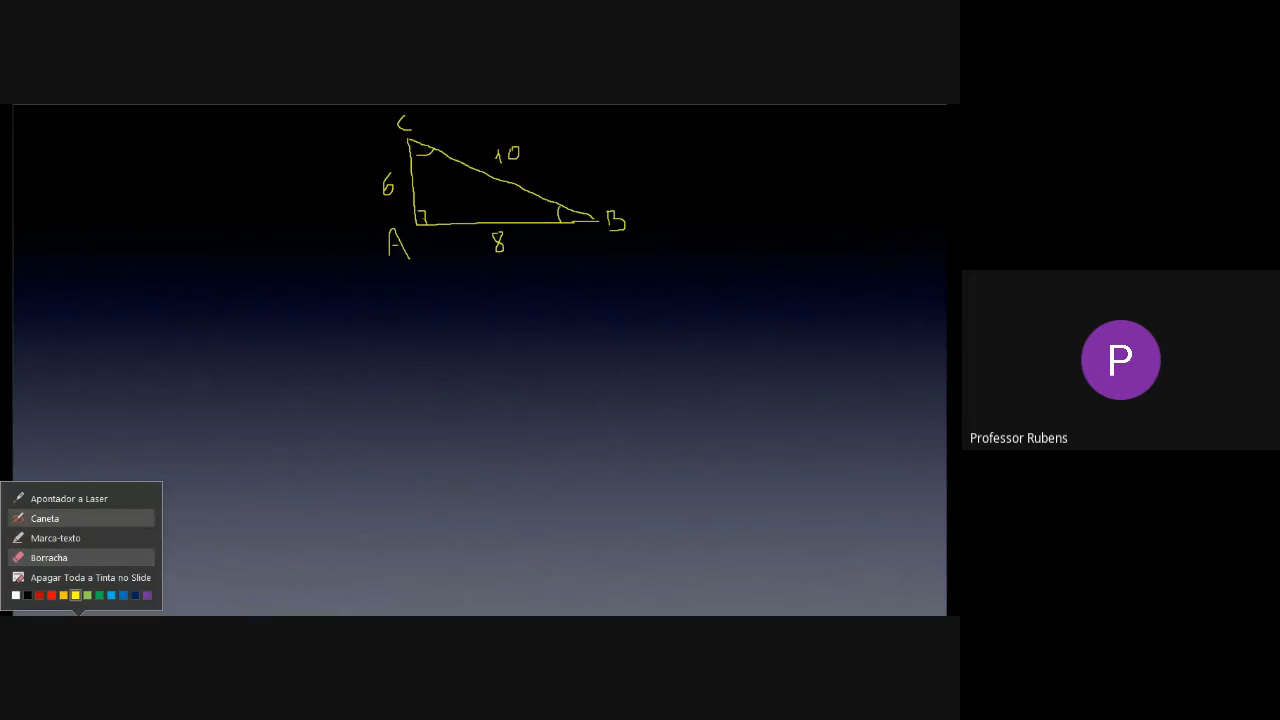 C
10
6
A
8
B
P
Professor Rubens
Apontador a Laser
Caneta
Marca-texto
Borracha
Apagar Toda a Tinta no Slide